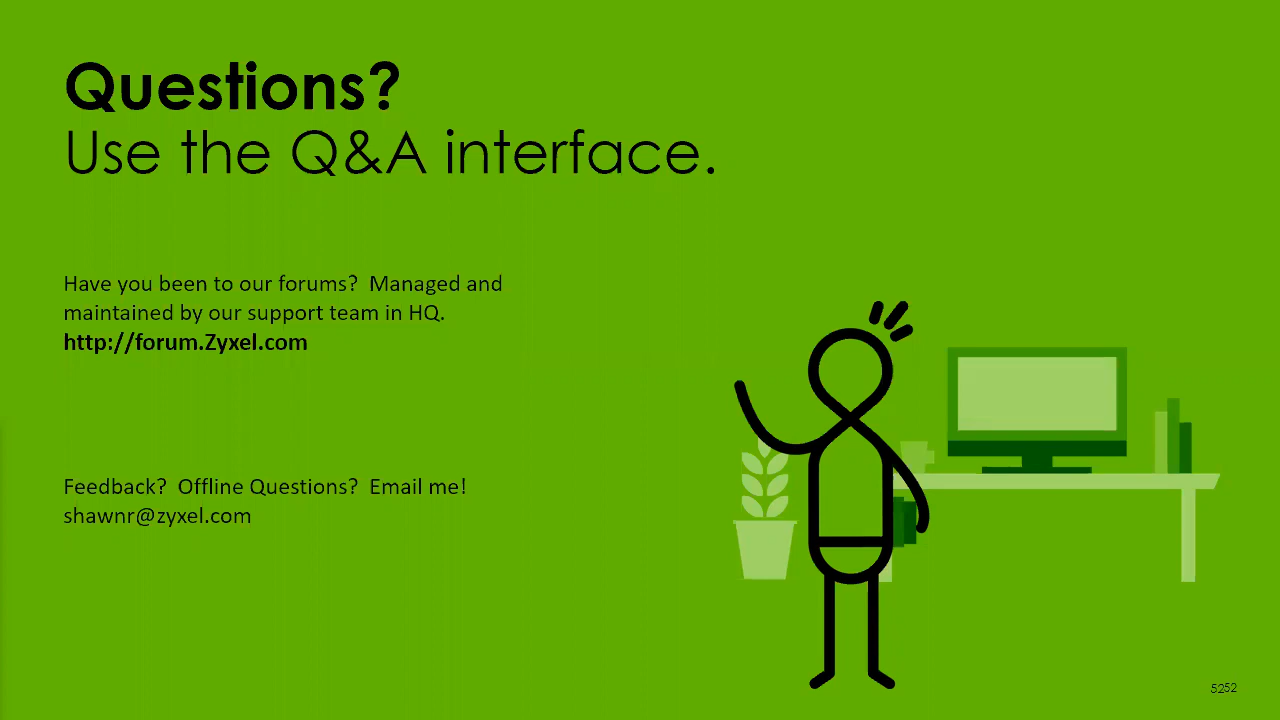 Questions?
Use the Q&A interface.
Have you been to our forums?  Managed and
maintained by our support team in HQ.
http://forum.Zyxel.com
Feedback?  Offline Questions?  Email me!
shawnr@zyxel.com
5252